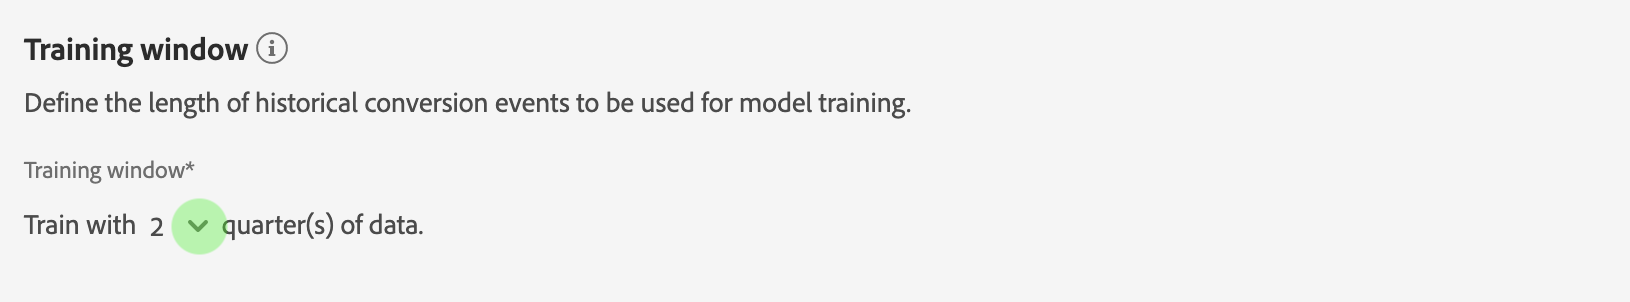 Training window
Define the length of historical conversion events to be used for model training.
Training window*
Train with 2 quarter(s) of data.